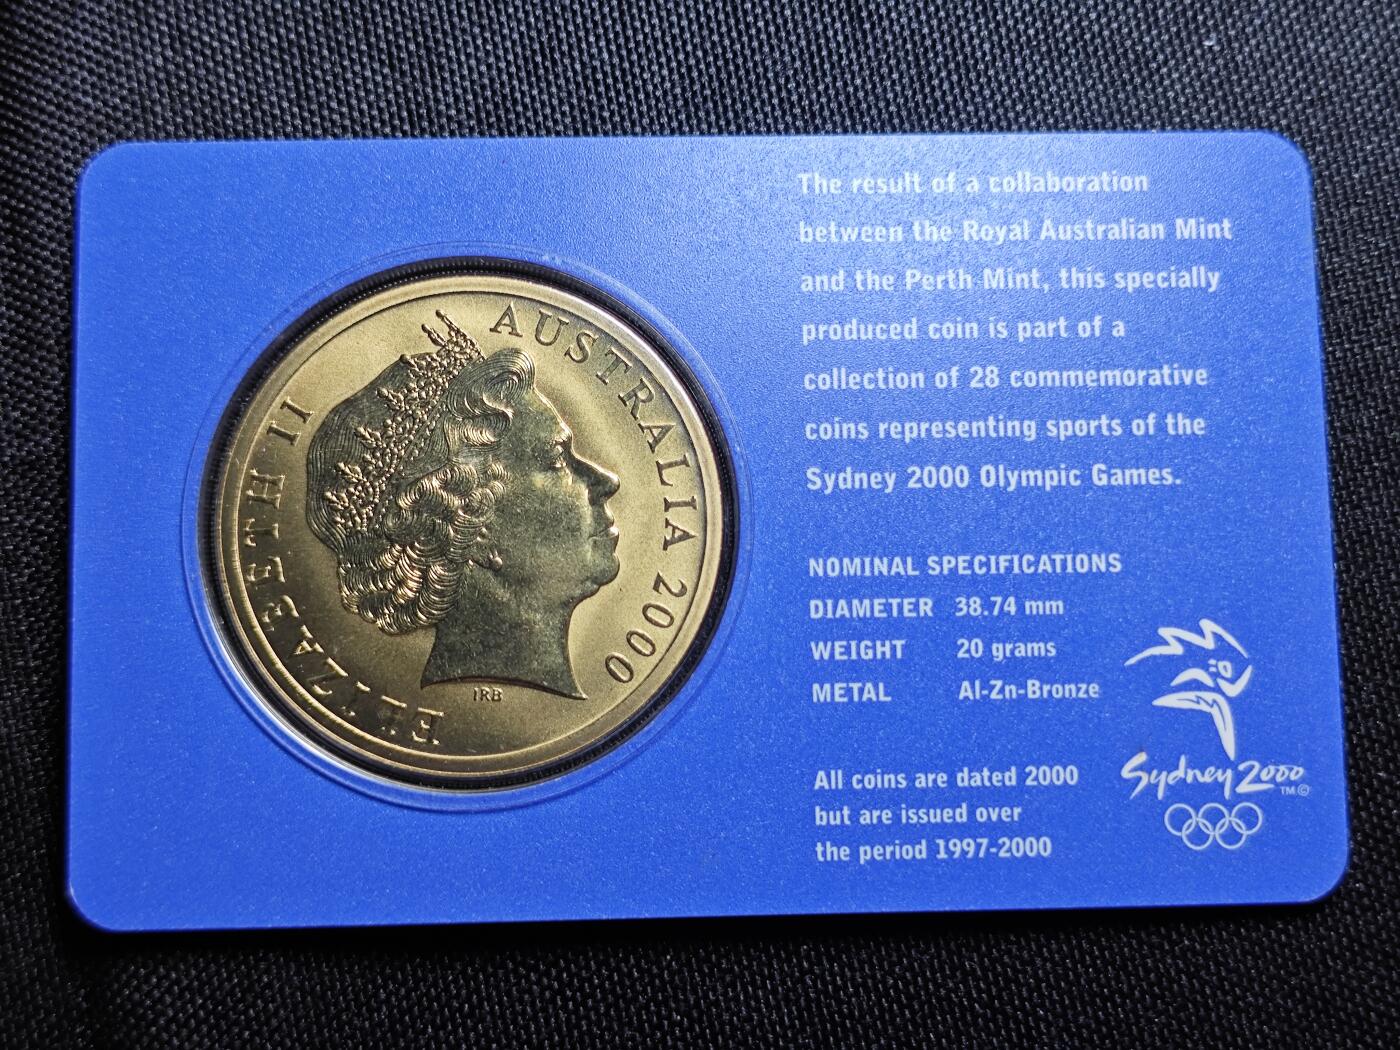 ELIZABETH II
AUSTRALIA 2000
IRB
The result of a collaboration
between the Royal Australian Mint
and the Perth Mint, this specially
produced coin is part of a
collection of 28 commemorative
coins representing sports of the
Sydney 2000 Olympic Games.
NOMINAL SPECIFICATIONS
DIAMETER 38.74 mm
WEIGHT 20 grams
METAL Al-Zn-Bronze
All coins are dated 2000
but are issued over
the period 1997-2000
Sydney 2000
TM©